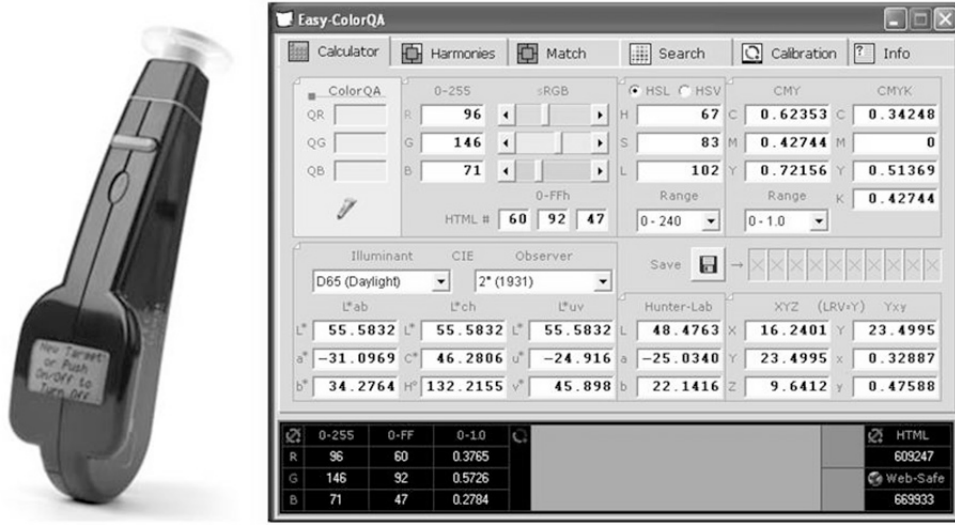 New Target
or Push
On/Off to
Turn Off
Easy-ColorQA
Calculator Harmonies Match Search Calibration ? Info
ColorQA 0-255 sRGB HSL HSV CMY CMYK
QR R 96 H 67 C 0.62353 C 0.34248
QG G 146 S 83 M 0.42744 M 0
QB B 71 L 102 Y 0.72156 Y 0.51369
0-FFh Range Range K 0.42744
HTML # 60 92 47 0 - 240 0 - 1.0
Illuminant CIE Observer Save
D65 (Daylight) 2° (1931)
L*ab L*ch L*uv Hunter-Lab XYZ (LRV=Y) Yxy
L* 55.5832 L* 55.5832 L* 55.5832 L 48.4763 X 16.2401 Y 23.4995
a* -31.0969 C* 46.2806 u* -24.916 a -25.0340 Y 23.4995 x 0.32887
b* 34.2764 H° 132.2155 v* 45.898 b 22.1416 Z 9.6412 y 0.47588
0-255 0-FF 0-1.0 HTML
R 96 60 0.3765 609247
G 146 92 0.5726 Web-Safe
B 71 47 0.2784 669933